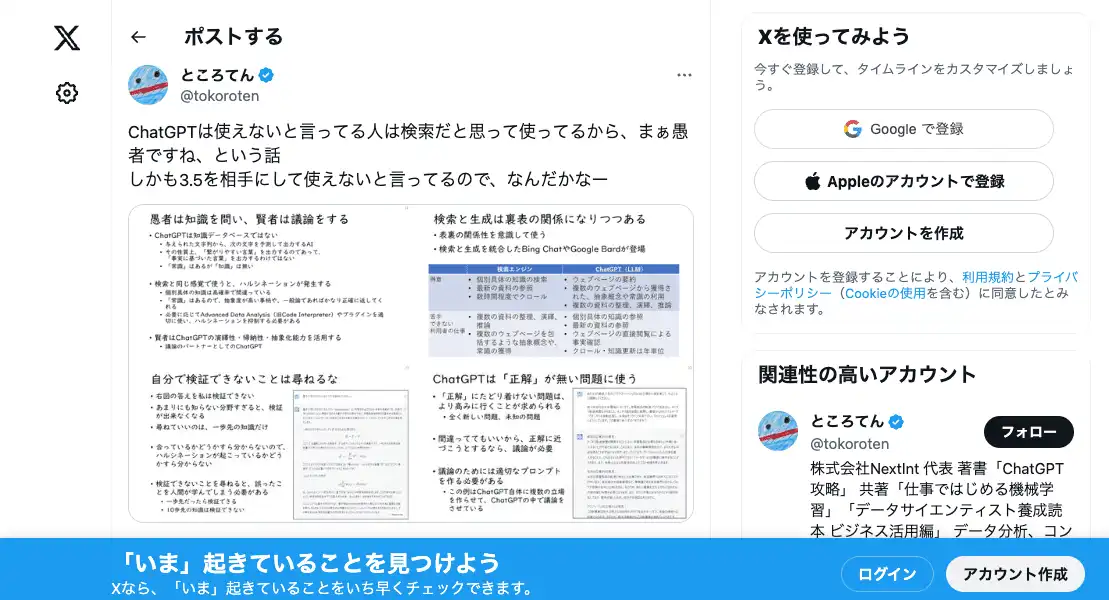 ポストする
ところてん
@tokoroten
ChatGPTは使えないと言ってる人は検索だと思って使ってるから、まぁ愚
者ですね、という話
しかも3.5を相手にして使えないと言ってるので、なんだかなー
愚者は知識を問い、賢者は議論をする
• ChatGPTは知識データベースではない
• 与えられた文字列から、次の文字を予測して出力するAI
• その性質上、「繋がりやすい言葉」を出力するのであって、
「事実に基づいた言葉」を出力するわけではない
• 「常識」はあるが「知識」は無い
• 検索と同じ感覚で使うと、ハルシネーションが発生する
• 個別具体の知識は高確率で間違っている
• 「常識」はあるので、抽象度が高い事柄や、一般論であればかなり正確に返してく
れる
• 必要に応じてAdvanced Data Analysis（旧Code Interpreter）やプラグインを適
切に使い、ハルシネーションを抑制する必要がある
• 賢者はChatGPTの演繹性・帰納性・抽象化能力を活用する
• 議論のパートナーとしてのChatGPT
検索と生成は裏表の関係になりつつある
• 表裏の関係性を意識して使う
• 検索と生成を統合したBing ChatやGoogle Bardが登場
検索エンジン
ChatGPT（LLM）
得意
• 個別具体の知識の検索
• 最新の資料の参照
• 数時間程度でクロール
• ウェブページの要約
• 複数のウェブページから獲得さ
れた、抽象概念や常識の利用
• 複数の資料の整理、演繹、推論
苦手
できない
利用者の仕事
• 複数の資料の整理、演繹、
推論
• 複数のウェブページを包
括するような抽象概念や、
常識の獲得
• 個別具体の知識の参照
• 最新の資料の参照
• ウェブページの直接閲覧による
事実確認
• クロール・知識更新は年単位
自分で検証できないことは尋ねるな
• 右図の答えを私は検証できない
• あまりにも知らない分野すぎると、検証
が出来なくなる
• 尋ねていいのは、一歩先の知識だけ
• 合っているかどうかすら分からないので、
ハルシネーションが起こっているかどう
かすら分からない
• 検証できないことを尋ねると、誤ったこ
とを人間が学んでしまう必要がある
• 一歩先だったら検証できる
• 10歩先の知識は検証できない
ChatGPTは「正解」が無い問題に使う
• 「正解」にたどり着けない問題は、
より高みに行くことが求められる
• 全く新しい問題、未知の問題
• 間違っててもいいから、正解に近
づこうとするなら、議論が必要
• 議論のためには適切なプロンプト
を作る必要がある
• この例はChatGPT自体に複数の立場
を作らせて、ChatGPTの中で議論を
させている
Xを使ってみよう
今すぐ登録して、タイムラインをカスタマイズしましょ
う。
Google で登録
Appleのアカウントで登録
アカウントを作成
アカウントを登録することにより、利用規約とプライバ
シーポリシー（Cookieの使用を含む）に同意したとみ
なされます。
関連性の高いアカウント
ところてん
@tokoroten
フォロー
株式会社NextInt 代表 著書「ChatGPT
攻略」 共著「仕事ではじめる機械学
習」「データサイエンティスト養成読
本 ビジネス活用編」 データ分析、コン
「いま」起きていることを見つけよう
Xなら、「いま」起きていることをいち早くチェックできます。
ログイン
アカウント作成